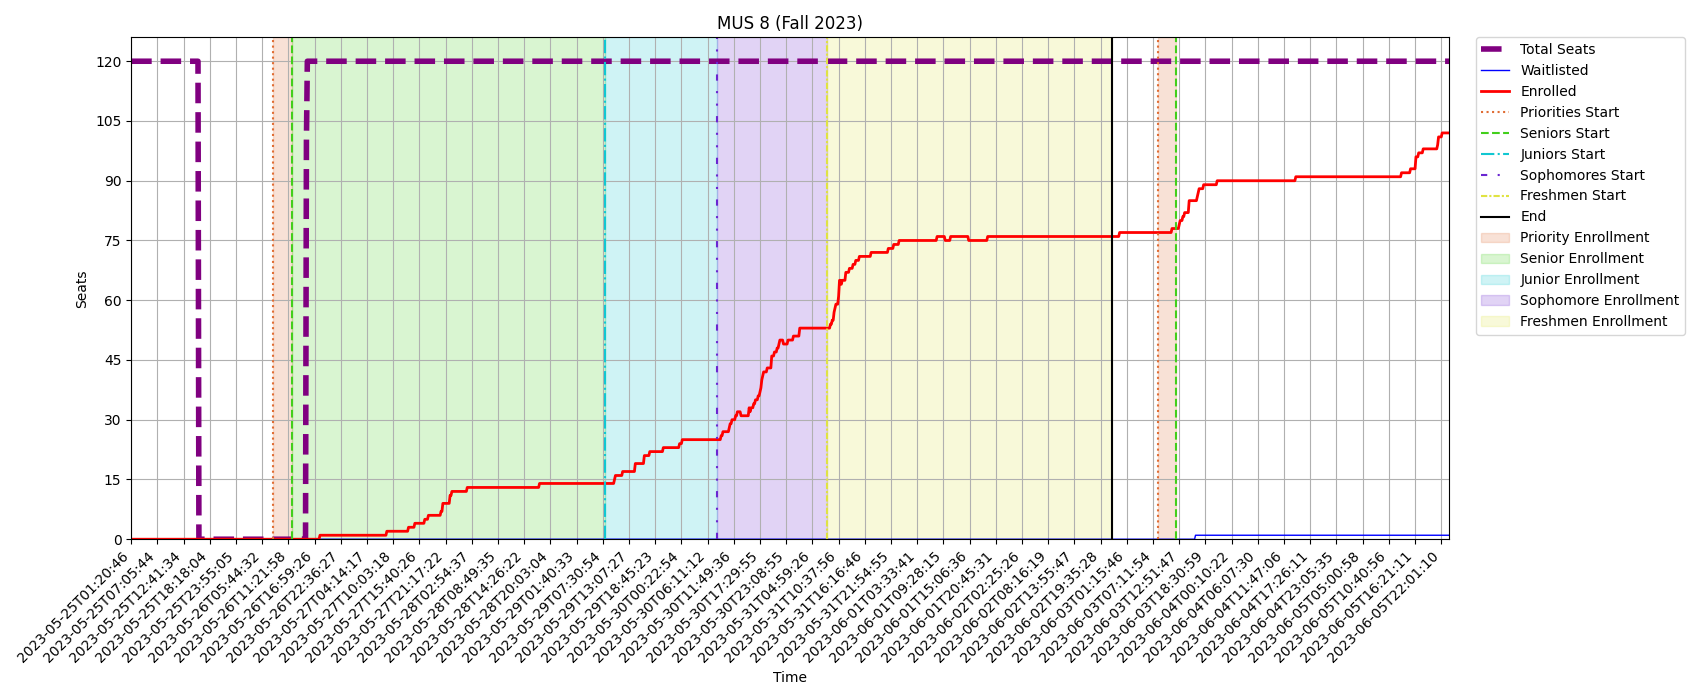 MUS 8 (Fall 2023)
Seats
120
105
90
75
60
45
30
15
0
2023-05-25T01:20:46
2023-05-25T07:05:44
2023-05-25T12:41:34
2023-05-25T18:18:04
2023-05-25T23:55:05
2023-05-26T05:44:32
2023-05-26T11:21:58
2023-05-26T16:59:26
2023-05-26T22:36:27
2023-05-27T04:14:17
2023-05-27T10:03:18
2023-05-27T15:40:26
2023-05-27T21:17:22
2023-05-28T02:54:37
2023-05-28T08:49:35
2023-05-28T14:26:22
2023-05-28T20:03:04
2023-05-29T01:40:33
2023-05-29T07:30:54
2023-05-29T13:07:27
2023-05-29T18:45:23
2023-05-30T00:22:54
2023-05-30T06:11:12
2023-05-30T11:49:36
2023-05-30T17:29:55
2023-05-30T23:08:55
2023-05-31T04:59:26
2023-05-31T10:37:56
2023-05-31T16:16:46
2023-05-31T21:54:55
2023-06-01T03:33:41
2023-06-01T09:28:15
2023-06-01T15:06:36
2023-06-01T20:45:31
2023-06-02T02:25:26
2023-06-02T08:16:19
2023-06-02T13:55:47
2023-06-02T19:35:28
2023-06-03T01:15:46
2023-06-03T07:11:54
2023-06-03T12:51:47
2023-06-03T18:30:59
2023-06-04T00:10:22
2023-06-04T06:07:30
2023-06-04T11:47:06
2023-06-04T17:26:11
2023-06-04T23:05:35
2023-06-05T05:00:58
2023-06-05T10:40:56
2023-06-05T16:21:11
2023-06-05T22:01:10
Time
Total Seats
Waitlisted
Enrolled
Priorities Start
Seniors Start
Juniors Start
Sophomores Start
Freshmen Start
End
Priority Enrollment
Senior Enrollment
Junior Enrollment
Sophomore Enrollment
Freshmen Enrollment